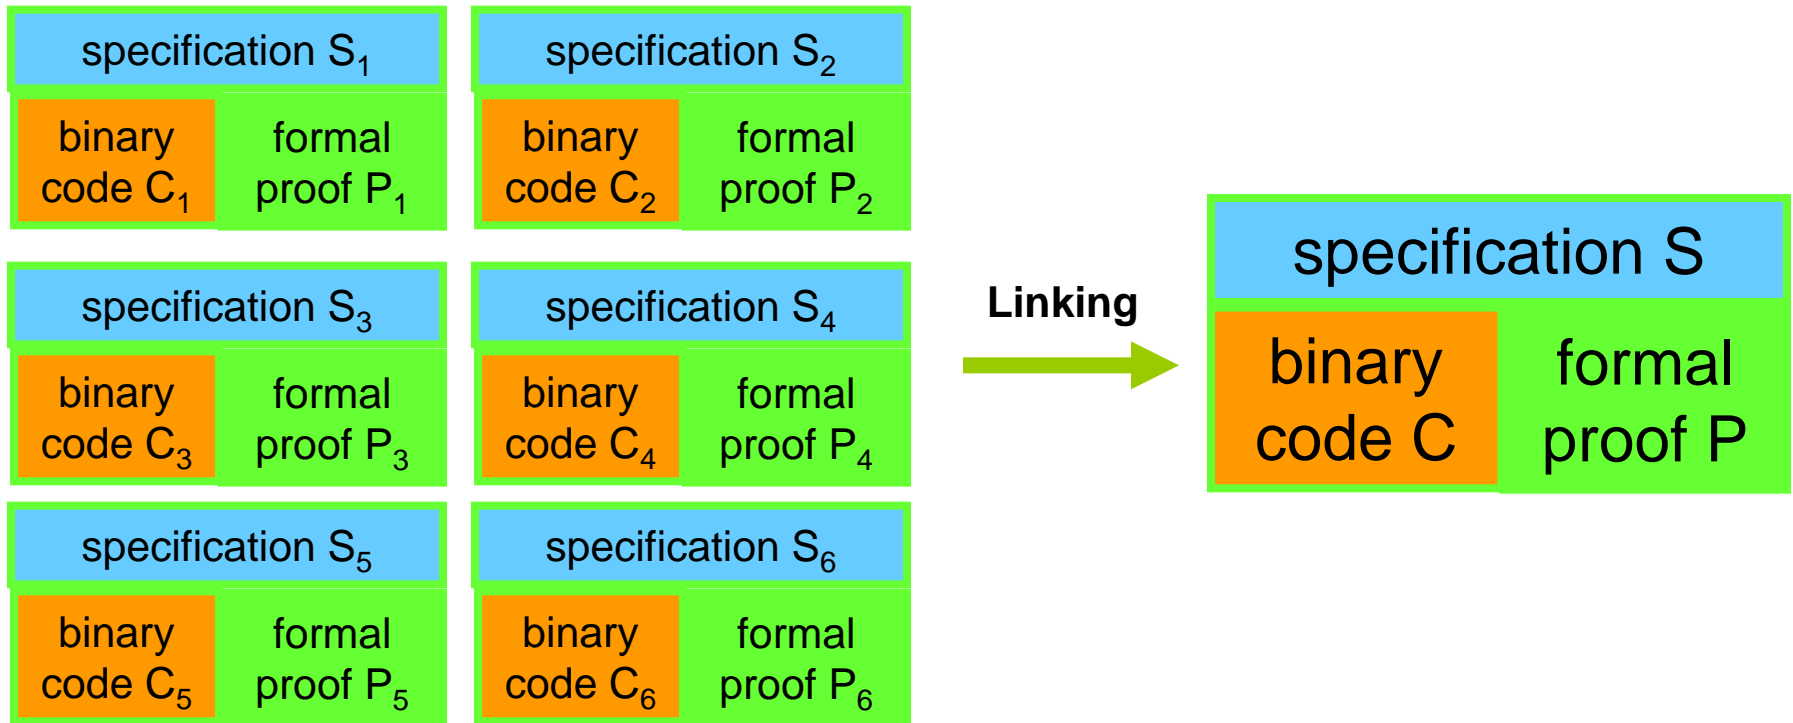 specification S₁
binary
code C₁
formal
proof P₁
specification S₂
binary
code C₂
formal
proof P₂
specification S₃
binary
code C₃
formal
proof P₃
specification S₄
binary
code C₄
formal
proof P₄
specification S₅
binary
code C₅
formal
proof P₅
specification S₆
binary
code C₆
formal
proof P₆
Linking
specification S
binary
code C
formal
proof P